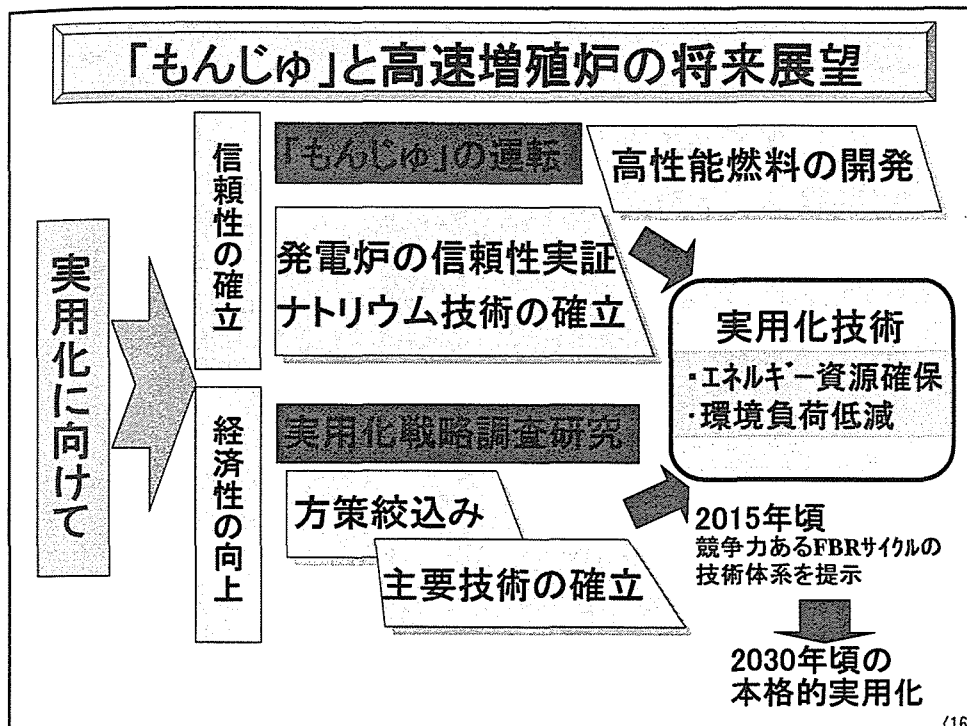 「もんじゅ」と高速増殖炉の将来展望
実用化に向けて
信頼性の確立
「もんじゅ」の運転
高性能燃料の開発
発電炉の信頼性実証
ナトリウム技術の確立
経済性の向上
実用化戦略調査研究
方策絞込み
主要技術の確立
実用化技術
・エネルギー資源確保
・環境負荷低減
2015年頃
競争力あるFBRサイクルの
技術体系を提示
2030年頃の
本格的実用化
(16